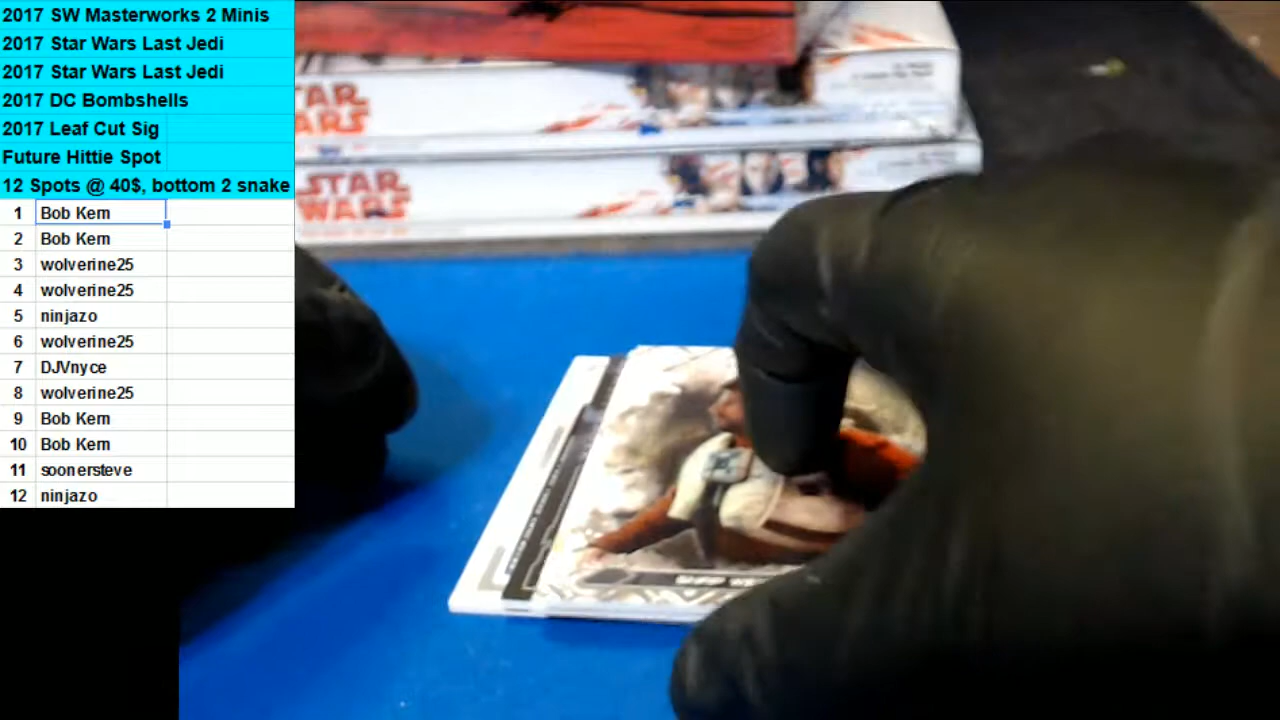 2017 SW Masterworks 2 Minis
2017 Star Wars Last Jedi
2017 Star Wars Last Jedi
2017 DC Bombshells
2017 Leaf Cut Sig
Future Hittie Spot
12 Spots @ 40$, bottom 2 snake
1 Bob Kern
2 Bob Kern
3 wolverine25
4 wolverine25
5 ninjazo
6 wolverine25
7 DJVnyce
8 wolverine25
9 Bob Kern
10 Bob Kern
11 soonersteve
12 ninjazo
STAR
WARS